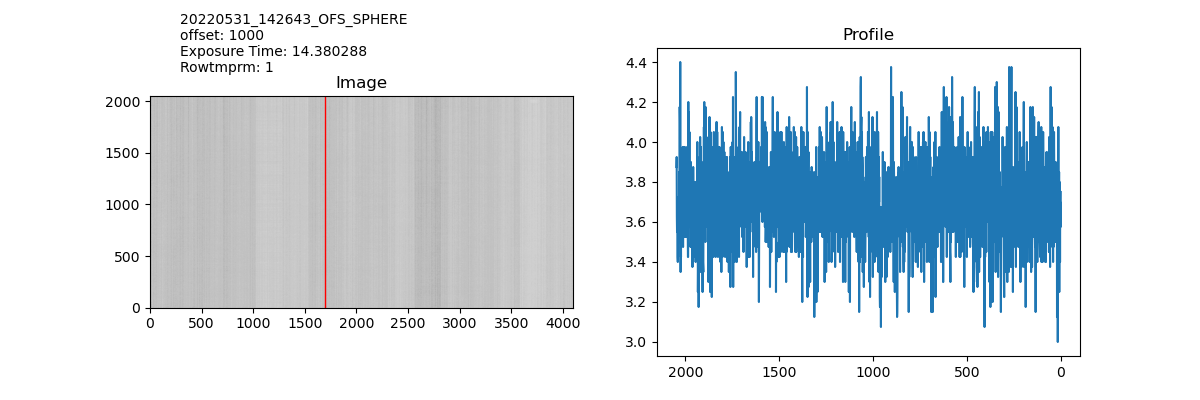 20220531_142643_OFS_SPHERE
offset: 1000
Exposure Time: 14.380288
Rowtmprm: 1
Image
2000
1500
1000
500
0
0 500 1000 1500 2000 2500 3000 3500 4000
Profile
4.4
4.2
4.0
3.8
3.6
3.4
3.2
3.0
2000 1500 1000 500 0